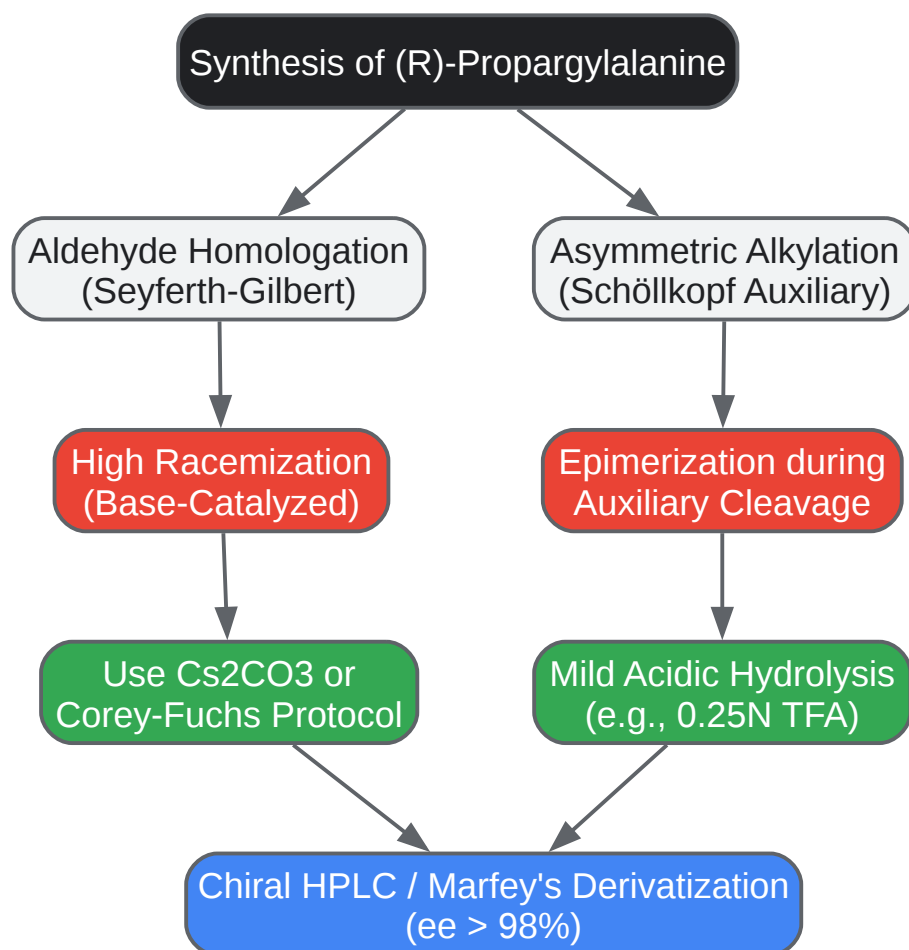 Synthesis of (R)-Propargylalanine
Aldehyde Homologation
(Seyferth-Gilbert)
Asymmetric Alkylation
(Schöllkopf Auxiliary)
High Racemization
(Base-Catalyzed)
Epimerization during
Auxiliary Cleavage
Use Cs2CO3 or
Corey-Fuchs Protocol
Mild Acidic Hydrolysis
(e.g., 0.25N TFA)
Chiral HPLC / Marfey's Derivatization
(ee > 98%)